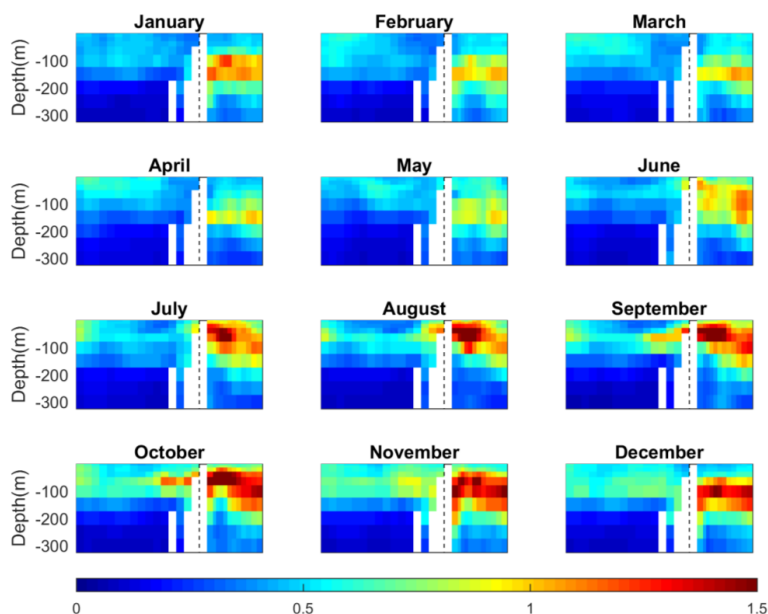 January February March
Depth(m) -100 -200 -300
April May June
Depth(m) -100 -200 -300
July August September
Depth(m) -100 -200 -300
October November December
Depth(m) -100 -200 -300
0 0.5 1 1.5